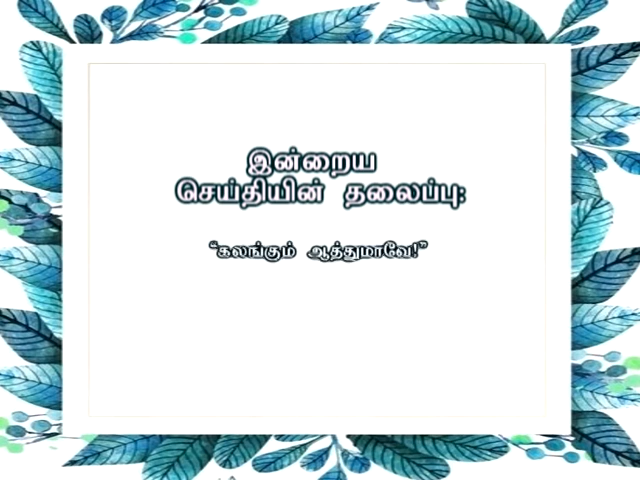 இன்றைய
செய்தியின் தலைப்பு:
“கலங்கும் ஆத்துமாவே!”